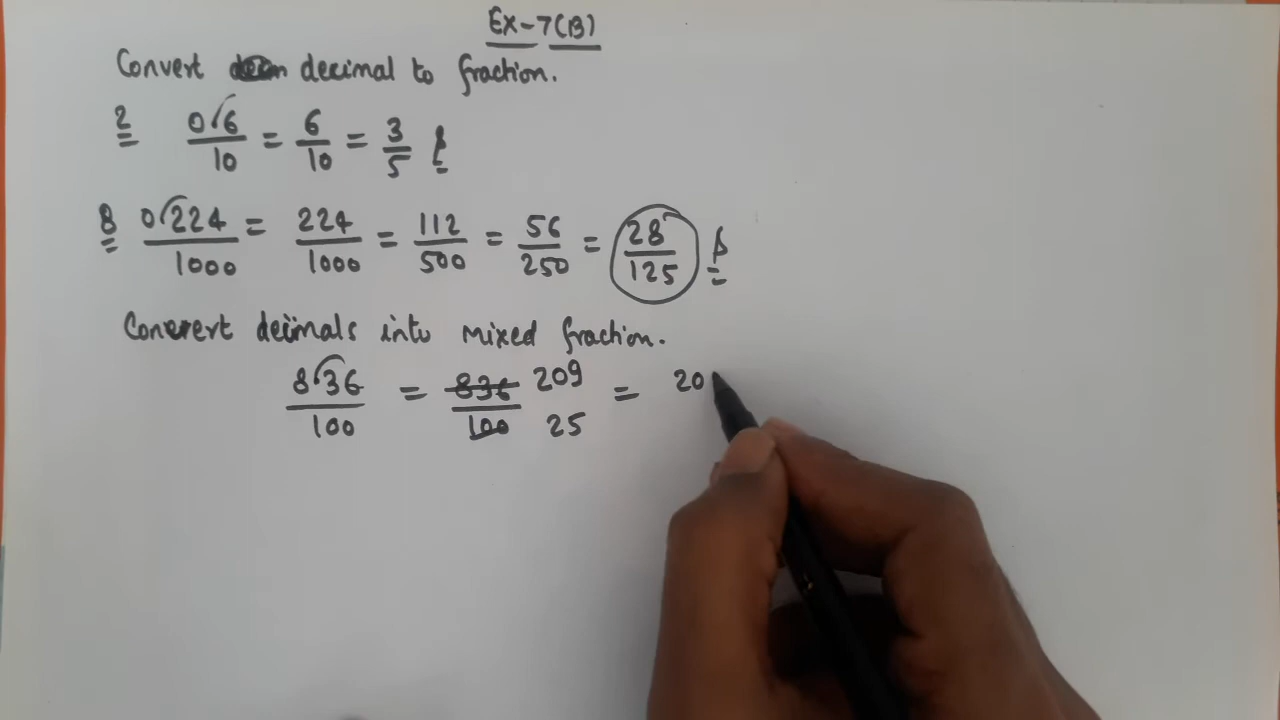 Ex-7(B)
Convert decimal to fraction.
2 0.6/10 = 6/10 = 3/5
8 0.224/1000 = 224/1000 = 112/500 = 56/250 = 28/125
Convert decimals into mixed fraction.
8.36/100 = 836/100 209/25 = 20